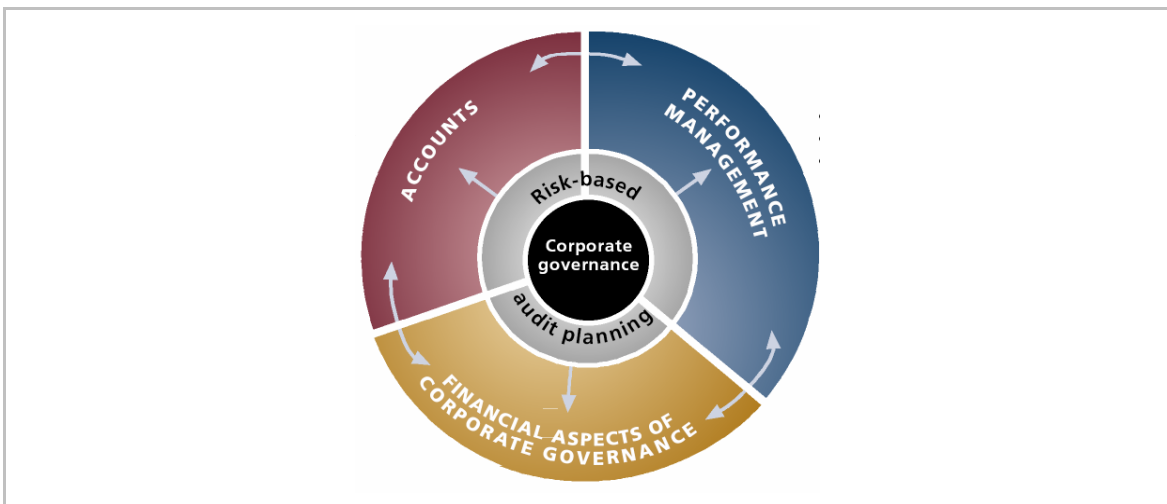 ACCOUNTS
PERFORMANCE
MANAGEMENT
Risk-based
Corporate
governance
audit planning
FINANCIAL ASPECTS OF
CORPORATE GOVERNANCE